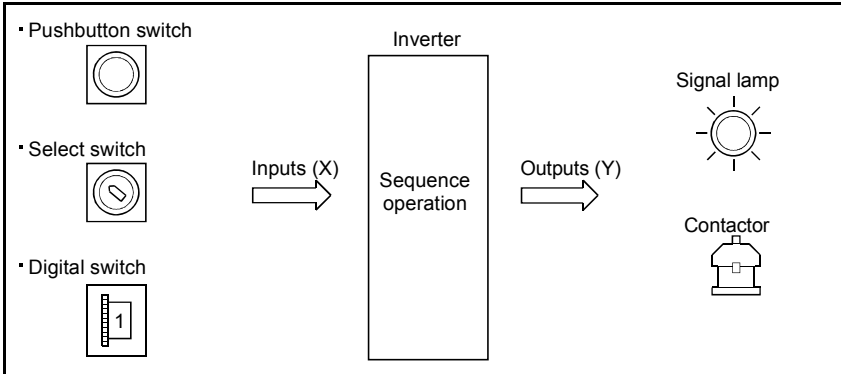 · Pushbutton switch
· Select switch
· Digital switch
1
Inputs (X)
Inverter
Sequence
operation
Outputs (Y)
Signal lamp
Contactor